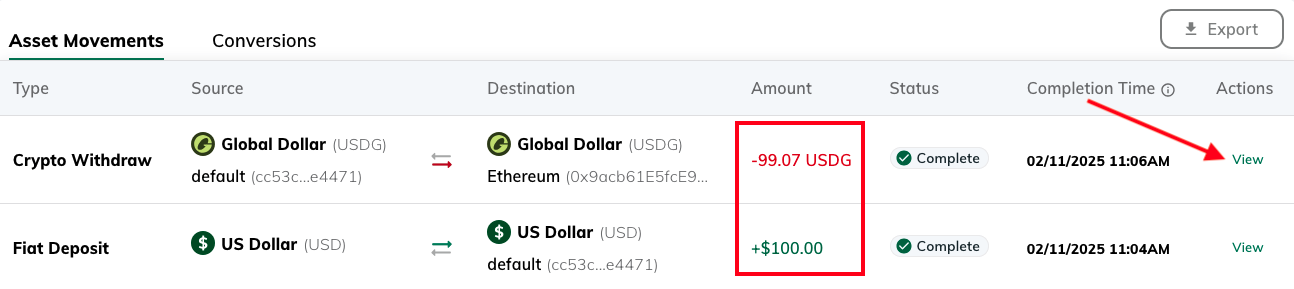 Asset Movements Conversions Export
Type Source Destination Amount Status Completion Time Actions
Global Dollar (USDG) Global Dollar (USDG)
Crypto Withdraw -99.07 USDG Complete 02/11/2025 11:06AM View
default (cc53c...e4471) Ethereum (0x9acb61E5fcE9...
US Dollar (USD) US Dollar (USD)
Fiat Deposit +$100.00 Complete 02/11/2025 11:04AM View
default (cc53c...e4471)